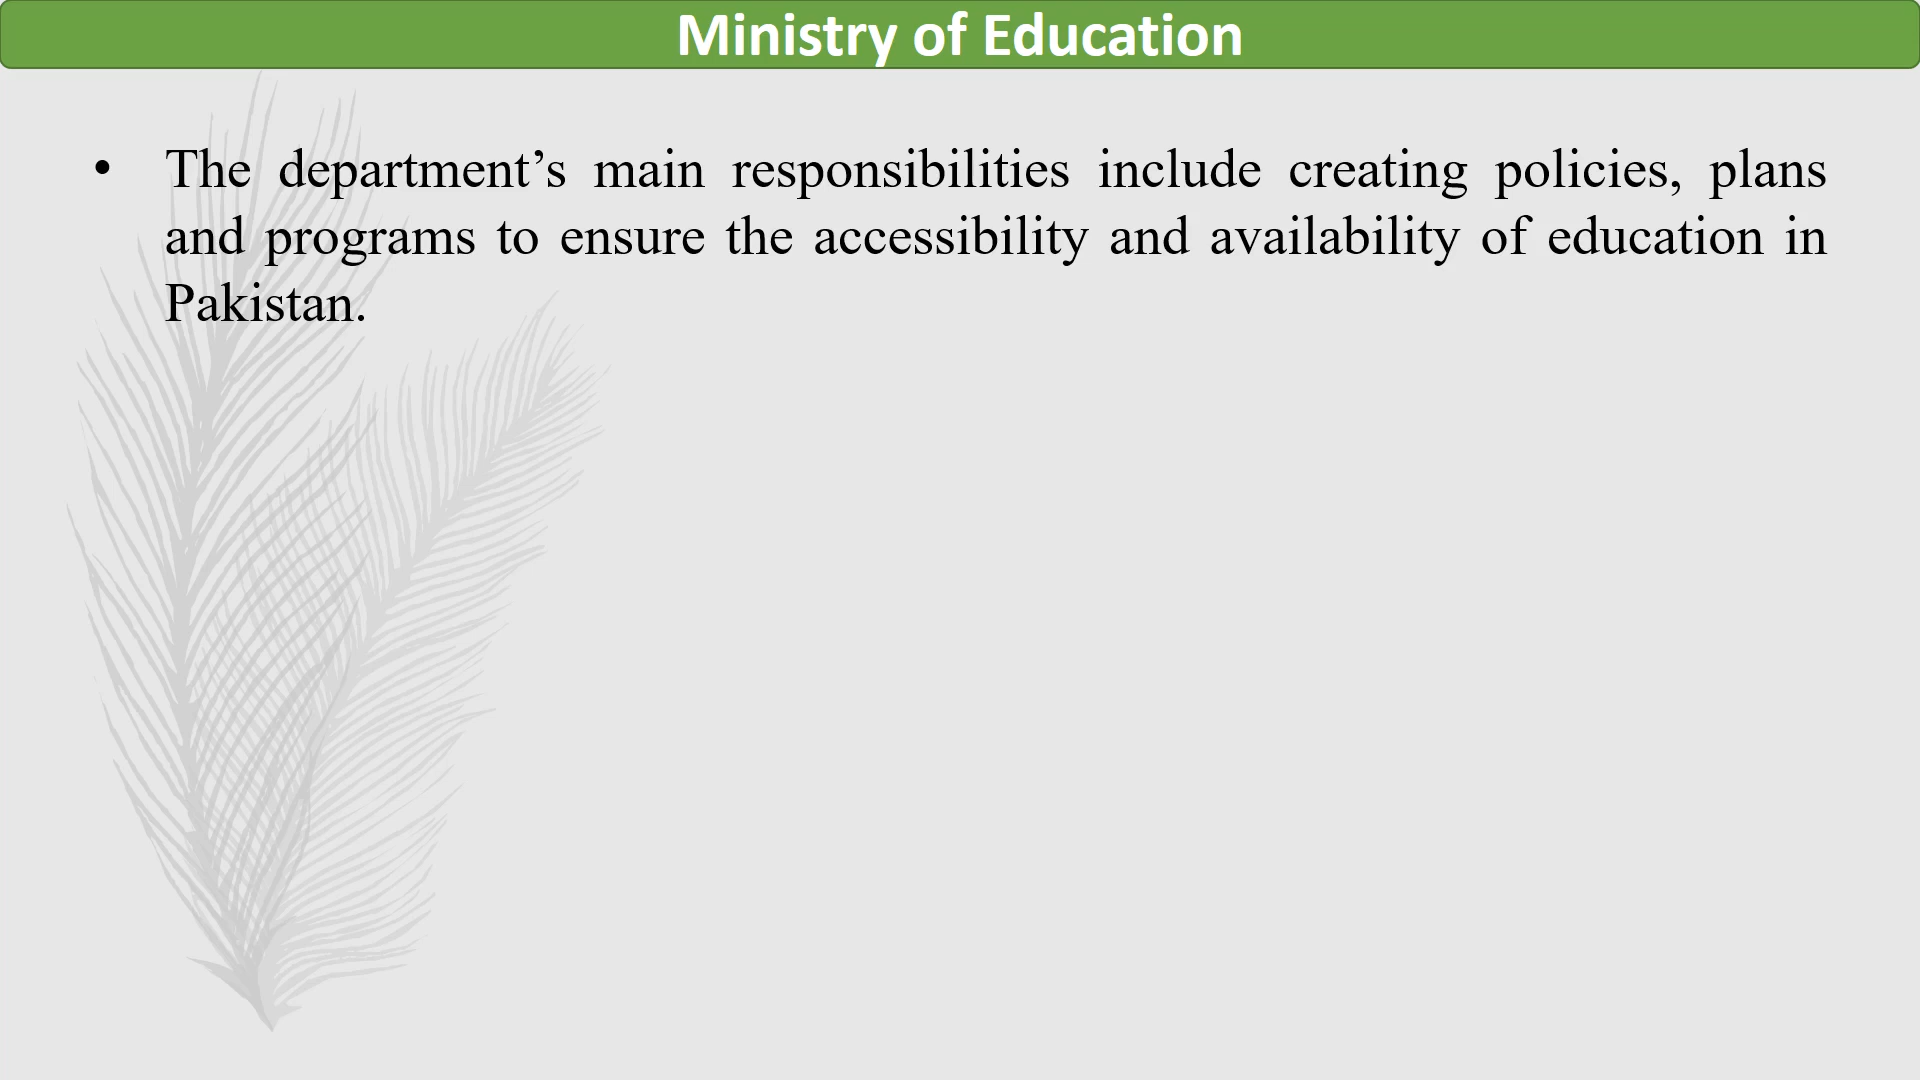 Ministry of Education
• The department’s main responsibilities include creating policies, plans
and programs to ensure the accessibility and availability of education in
Pakistan.